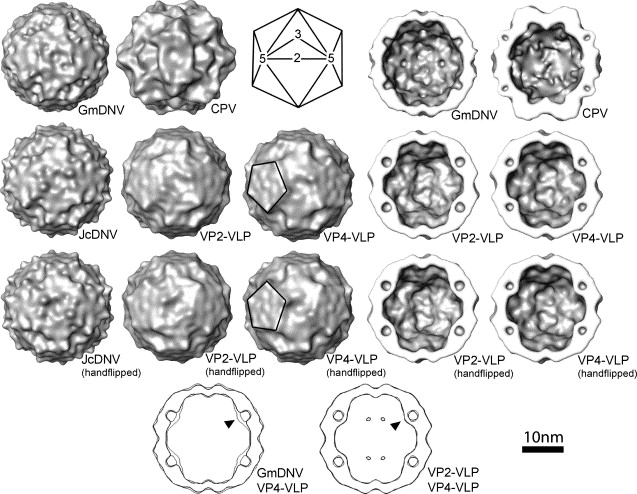 3
5 2 5
GmDNV
CPV
GmDNV
CPV
JcDNV
VP2-VLP
VP4-VLP
VP2-VLP
VP4-VLP
JcDNV
(handflipped)
VP2-VLP
(handflipped)
VP4-VLP
(handflipped)
VP2-VLP
(handflipped)
VP4-VLP
(handflipped)
GmDNV
VP4-VLP
VP2-VLP
VP4-VLP
10nm